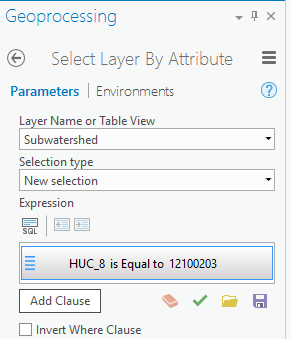 Geoprocessing
Select Layer By Attribute
Parameters | Environments
Layer Name or Table View
Subwatershed
Selection type
New selection
Expression
SQL
HUC_8 is Equal to 12100203
Add Clause
Invert Where Clause